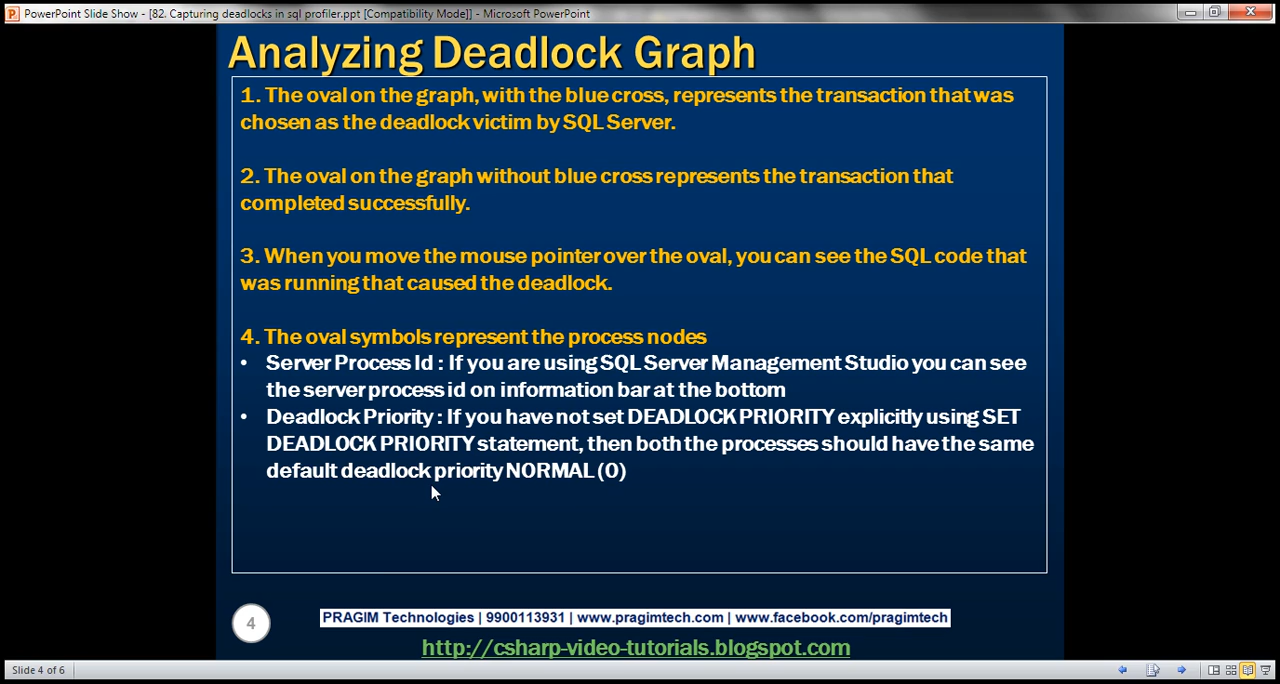 PowerPoint Slide Show - [82. Capturing deadlocks in sql profiler.ppt [Compatibility Mode]] - Microsoft PowerPoint
Analyzing Deadlock Graph
1. The oval on the graph, with the blue cross, represents the transaction that was
chosen as the deadlock victim by SQL Server.
2. The oval on the graph without blue cross represents the transaction that
completed successfully.
3. When you move the mouse pointer over the oval, you can see the SQL code that
was running that caused the deadlock.
4. The oval symbols represent the process nodes
• Server Process Id : If you are using SQL Server Management Studio you can see
the server process id on information bar at the bottom
• Deadlock Priority : If you have not set DEADLOCK PRIORITY explicitly using SET
DEADLOCK PRIORITY statement, then both the processes should have the same
default deadlock priority NORMAL (0)
4
PRAGIM Technologies | 9900113931 | www.pragimtech.com | www.facebook.com/pragimtech
http://csharp-video-tutorials.blogspot.com
Slide 4 of 6